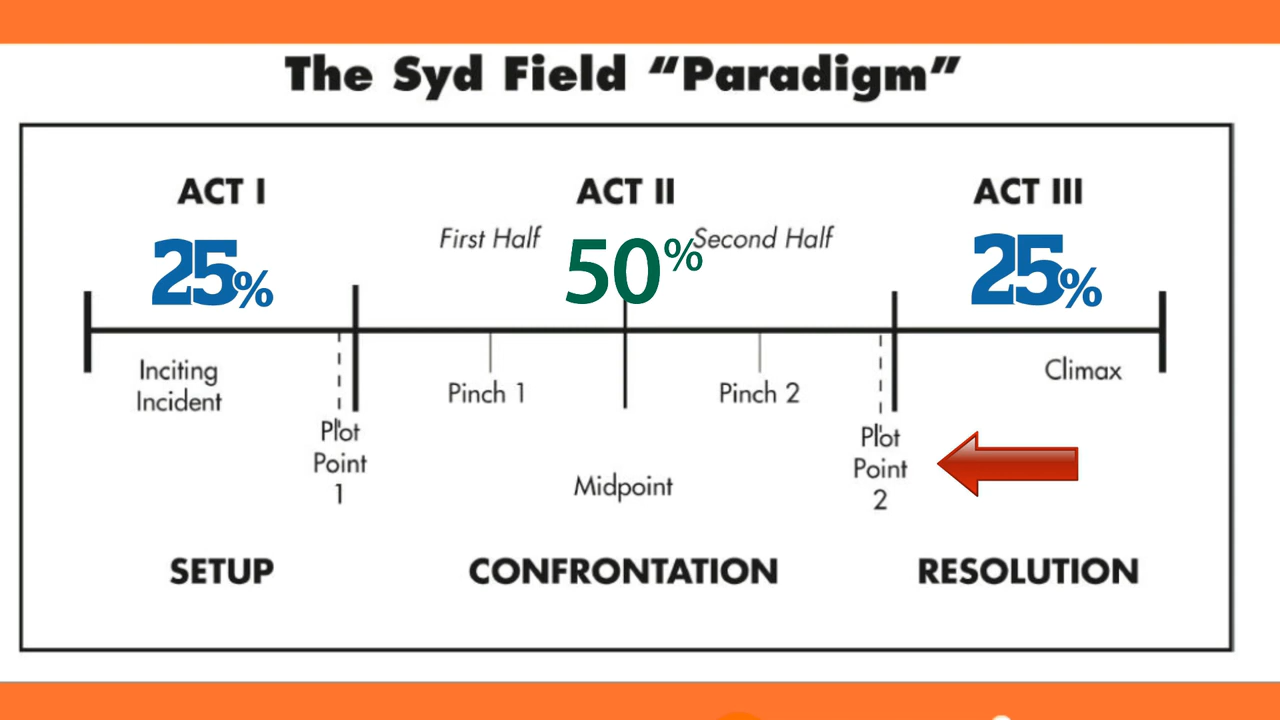 The Syd Field “Paradigm”
ACT I
ACT II
ACT III
First Half
Second Half
25%
50%
25%
Inciting
Incident
Pinch 1
Pinch 2
Climax
Plot
Point
1
Plot
Point
2
Midpoint
SETUP
CONFRONTATION
RESOLUTION